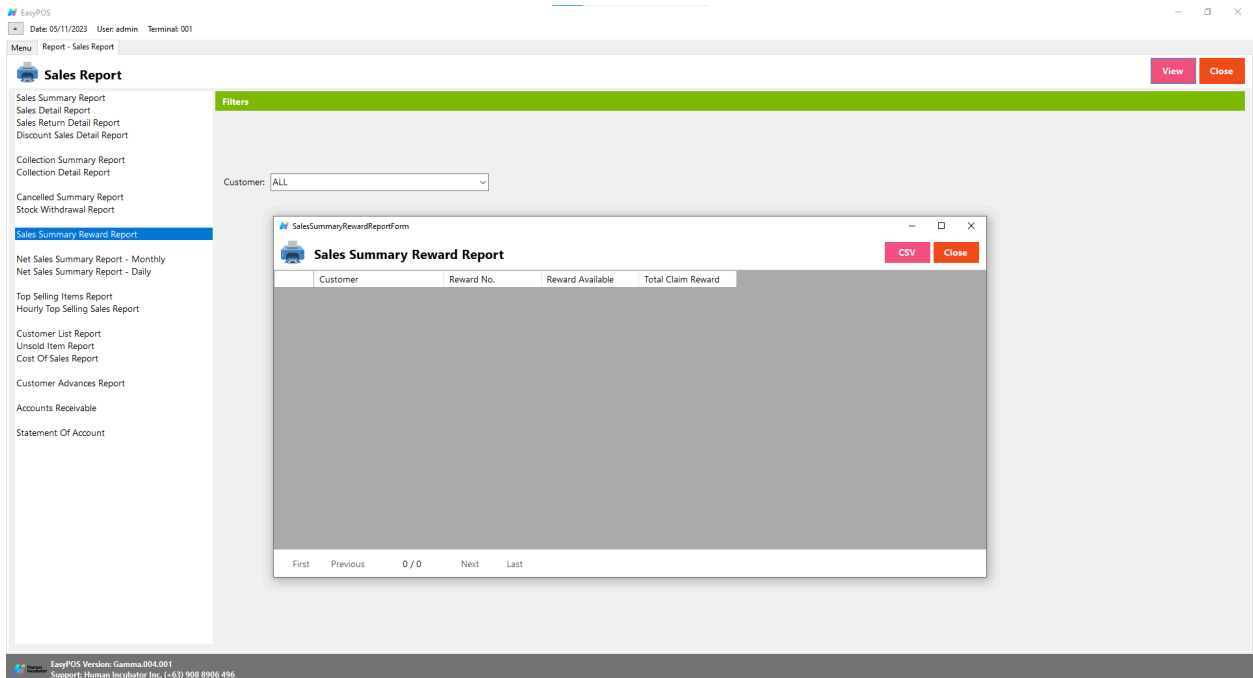 EasyPOS
Date: 05/11/2023 User: admin Terminal: 001
Menu Report - Sales Report
Sales Report
View Close
Sales Summary Report
Sales Detail Report
Sales Return Detail Report
Discount Sales Detail Report
Collection Summary Report
Collection Detail Report
Cancelled Summary Report
Stock Withdrawal Report
Sales Summary Reward Report
Net Sales Summary Report - Monthly
Net Sales Summary Report - Daily
Top Selling Items Report
Hourly Top Selling Sales Report
Customer List Report
Unsold Item Report
Cost Of Sales Report
Customer Advances Report
Accounts Receivable
Statement Of Account
Filters
Customer: ALL
SalesSummaryRewardReportForm
Sales Summary Reward Report
CSV Close
Customer Reward No. Reward Available Total Claim Reward
First Previous 0 / 0 Next Last
Human
Incubator
EasyPOS Version: Gamma.004.001
Support: Human Incubator Inc. (+63) 908 8906 496